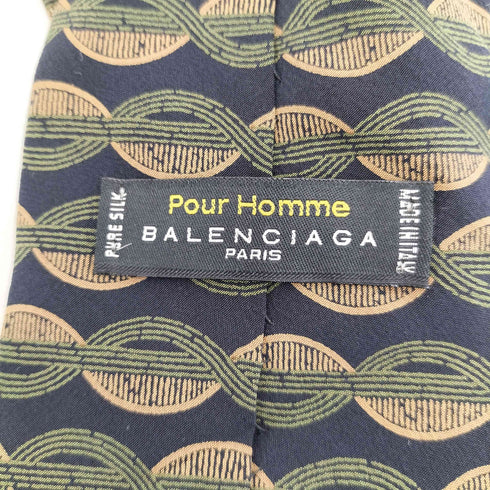 PURE SILK
Pour Homme
BALENCIAGA
PARIS
MADE IN ITALY